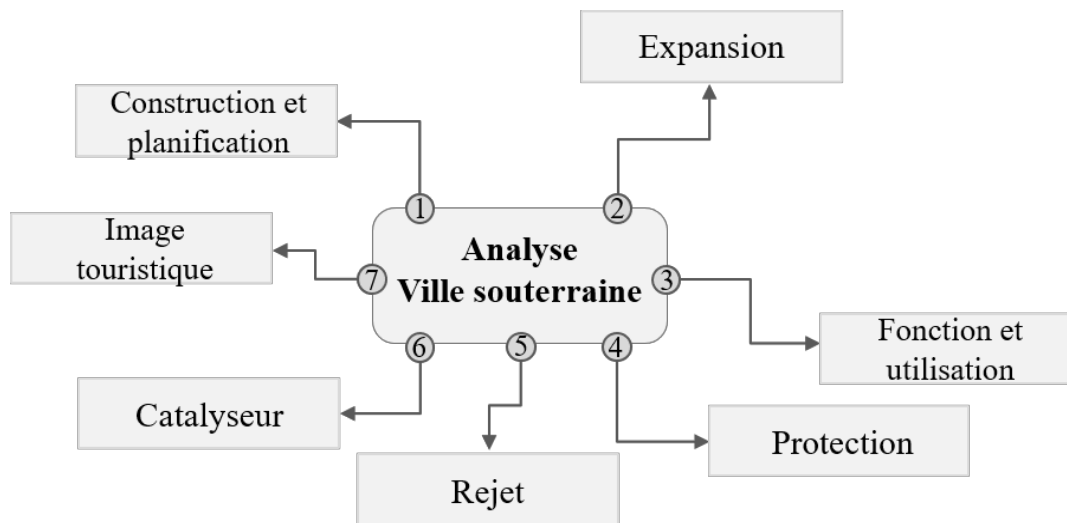 Expansion
Construction et
planification
1
2
Image
touristique
Analyse
Ville souterraine
7
3
Fonction et
utilisation
6
5
4
Catalyseur
Protection
Rejet